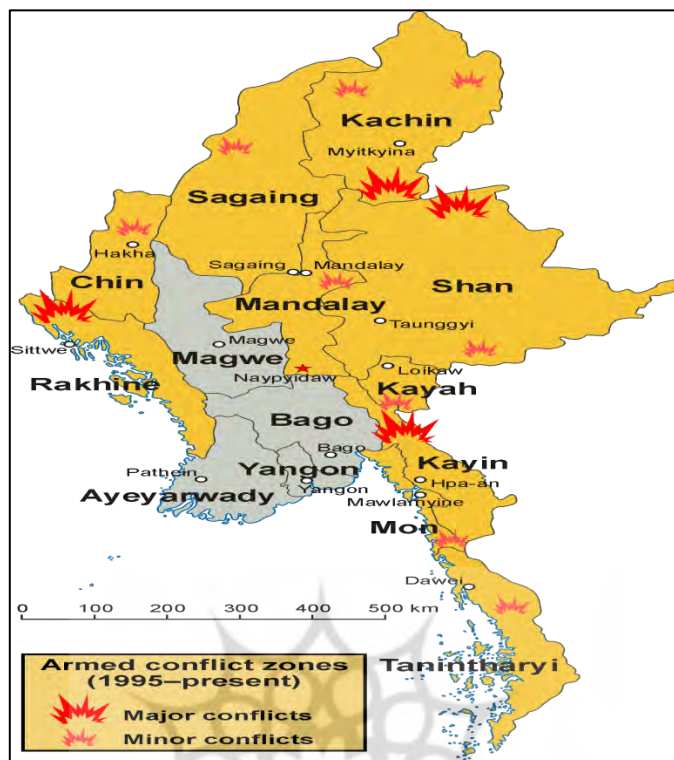 Kachin
Myitkyina
Sagaing
Hakha
Sagaing
Mandalay
Shan
Chin
Mandalay
Taunggyi
Magwe
Sittwe
Magwe
Loikaw
Naypyidaw
Rakhine
Kayah
Bago
Bago
Kayin
Pathein
Yangon
Hpa-an
Yangon
Ayeyarwady
Mawlamyine
Mon
Dawei
0 100 200 300 400 500 km
Tanintharyi
Armed conflict zones
(1995–present)
Major conflicts
Minor conflicts